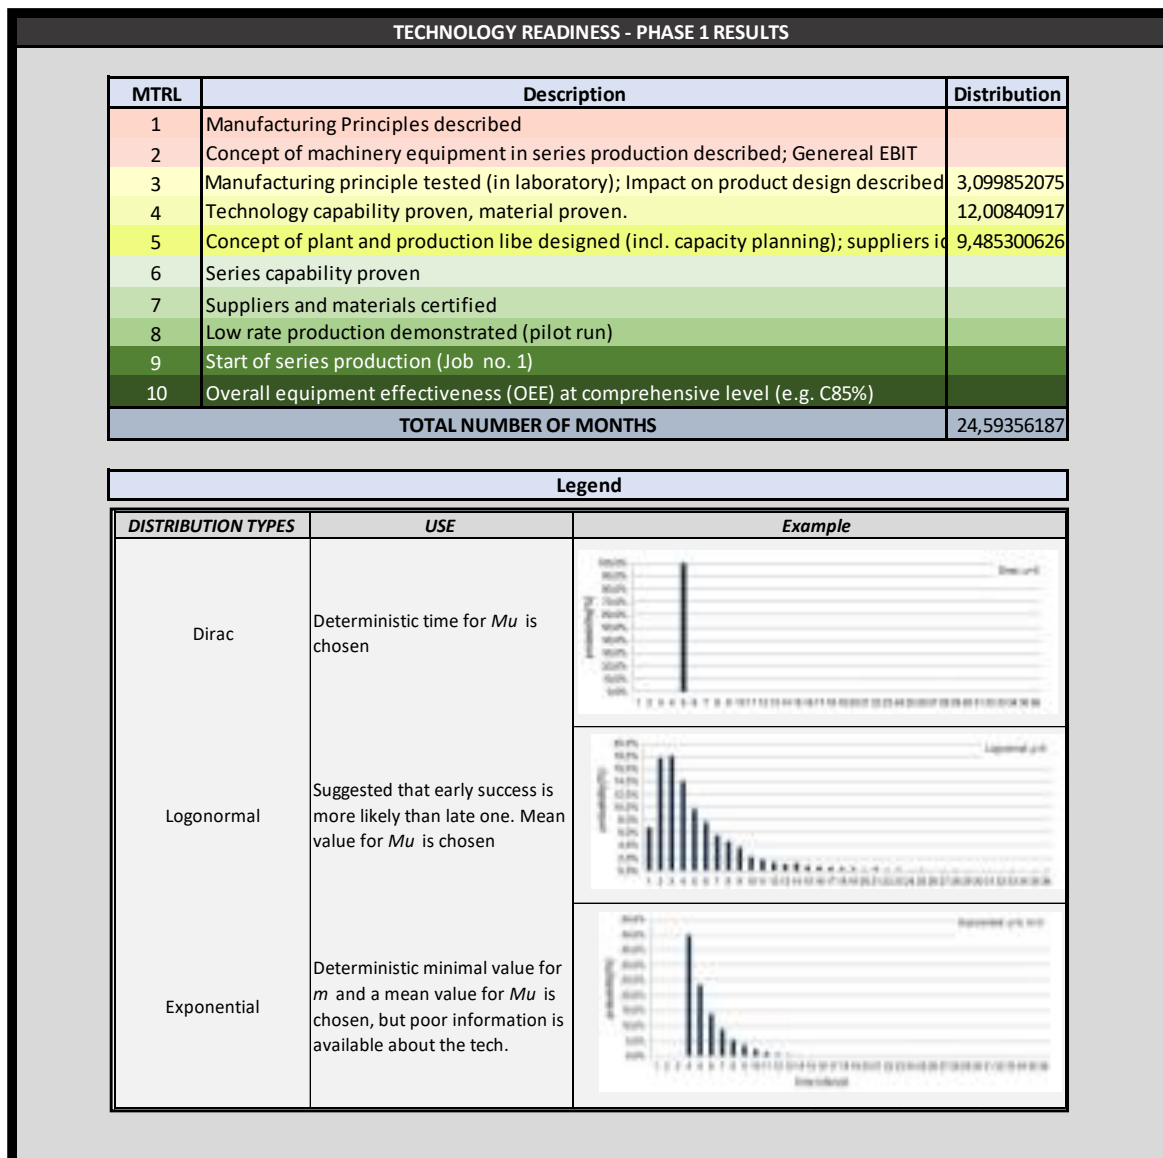 TECHNOLOGY READINESS - PHASE 1 RESULTS
MTRL Description Distribution
1 Manufacturing Principles described
2 Concept of machinery equipment in series production described; Genereal EBIT
3 Manufacturing principle tested (in laboratory); Impact on product design described 3,099852075
4 Technology capability proven, material proven. 12,00840917
5 Concept of plant and production libe designed (incl. capacity planning); suppliers 9,485300626
6 Series capability proven
7 Suppliers and materials certified
8 Low rate production demonstrated (pilot run)
9 Start of series production (Job no. 1)
10 Overall equipment effectiveness (OEE) at comprehensive level (e.g. C85%)
TOTAL NUMBER OF MONTHS 24,59356187
Legend
DISTRIBUTION TYPES USE Example
Dirac
Deterministic time for Mu is
chosen
Logonormal
Suggested that early success is
more likely than late one. Mean
value for Mu is chosen
Exponential
Deterministic minimal value for
m and a mean value for Mu is
chosen, but poor information is
available about the tech.